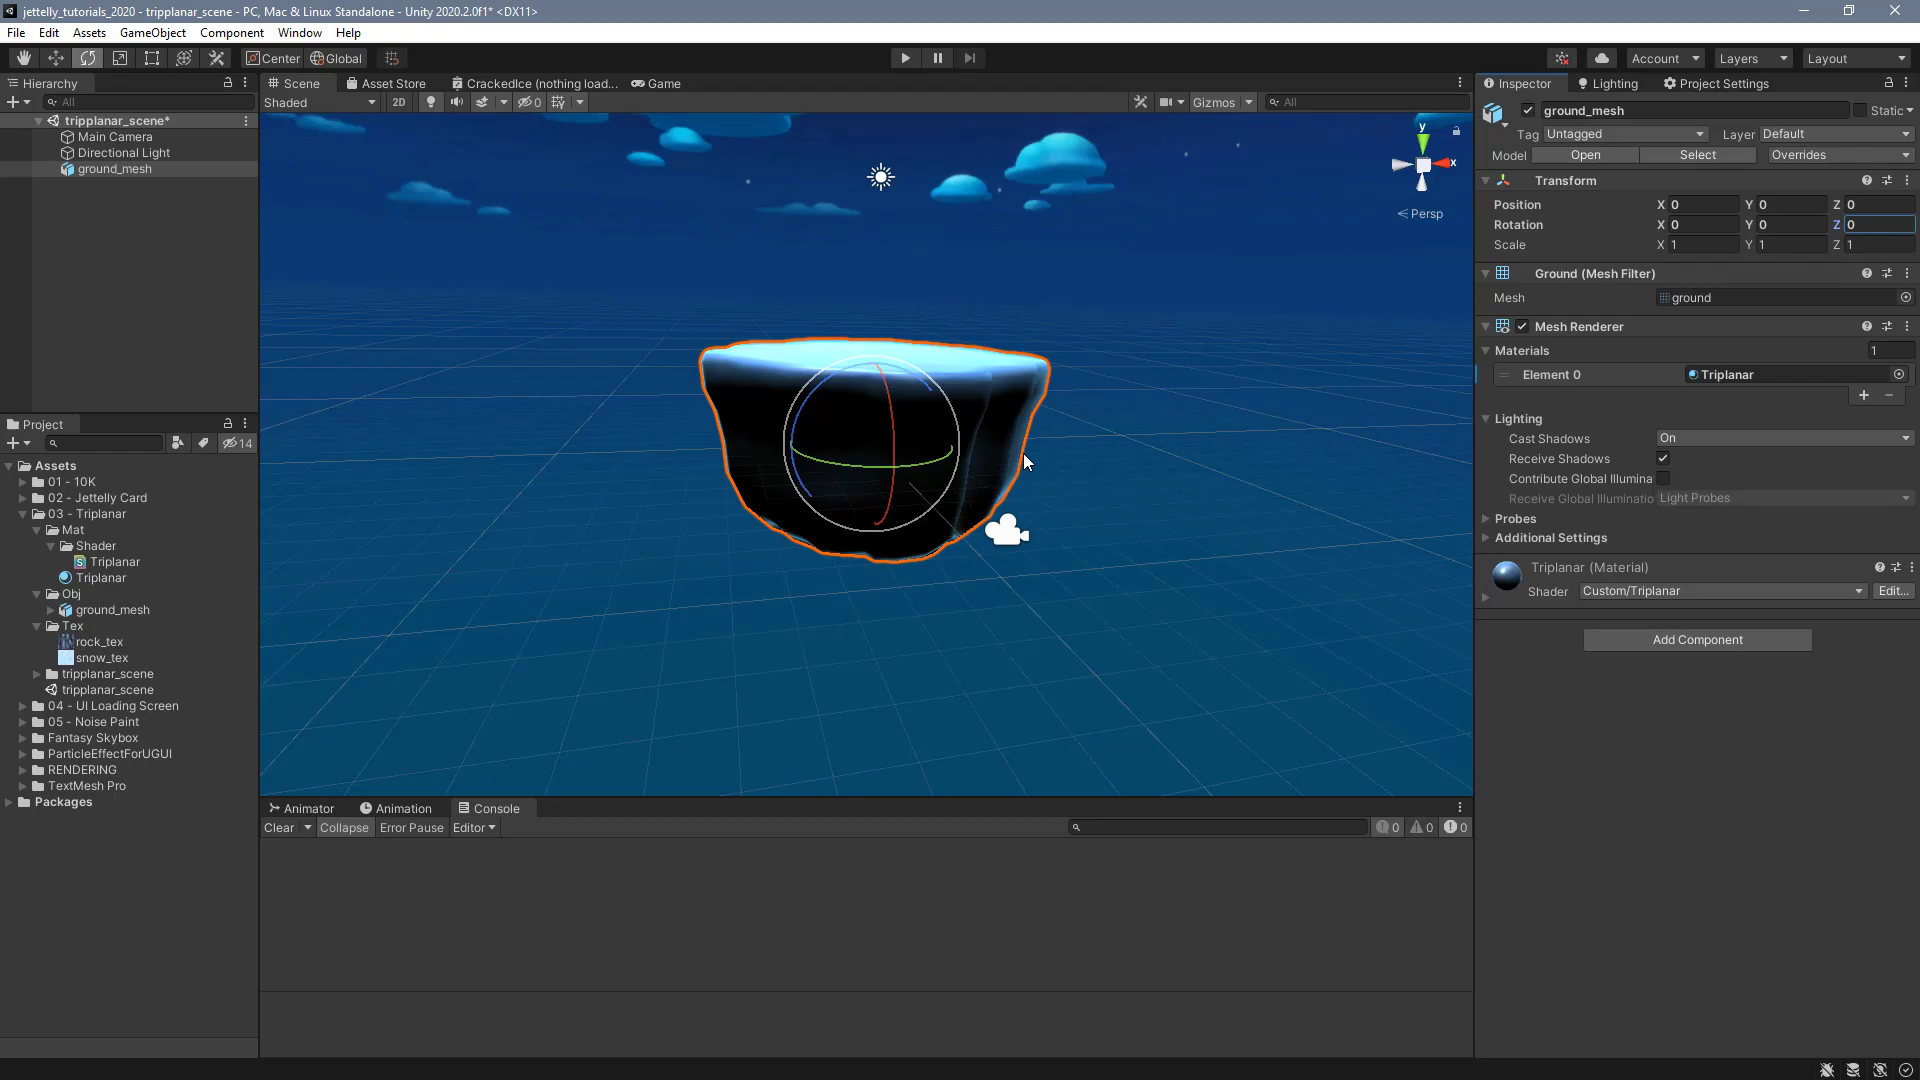 jettelly_tutorials_2020 - tripplanar_scene - PC, Mac & Linux Standalone - Unity 2020.2.0f1* <DX11>
File Edit Assets GameObject Component Window Help
Center Global
Account Layers Layout
Hierarchy
All
tripplanar_scene*
Main Camera
Directional Light
ground_mesh
Project
14
Assets
01 - 10K
02 - Jettelly Card
03 - Triplanar
Mat
Shader
Triplanar
Triplanar
Obj
ground_mesh
Tex
rock_tex
snow_tex
tripplanar_scene
tripplanar_scene
04 - UI Loading Screen
05 - Noise Paint
Fantasy Skybox
ParticleEffectForUGUI
RENDERING
TextMesh Pro
Packages
Scene Asset Store CrackedIce (nothing load... Game
Shaded 2D 0 Gizmos All
y
x
< Persp
Animator Animation Console
Clear Collapse Error Pause Editor 0 0 0
Inspector Lighting Project Settings
ground_mesh Static
Tag Untagged Layer Default
Model Open Select Overrides
Transform
Position X 0 Y 0 Z 0
Rotation X 0 Y 0 Z 0
Scale X 1 Y 1 Z 1
Ground (Mesh Filter)
Mesh ground
Mesh Renderer
Materials 1
Element 0 Triplanar
Lighting
Cast Shadows On
Receive Shadows
Contribute Global Illumina
Receive Global Illuminatio Light Probes
Probes
Additional Settings
Triplanar (Material)
Shader Custom/Triplanar Edit...
Add Component